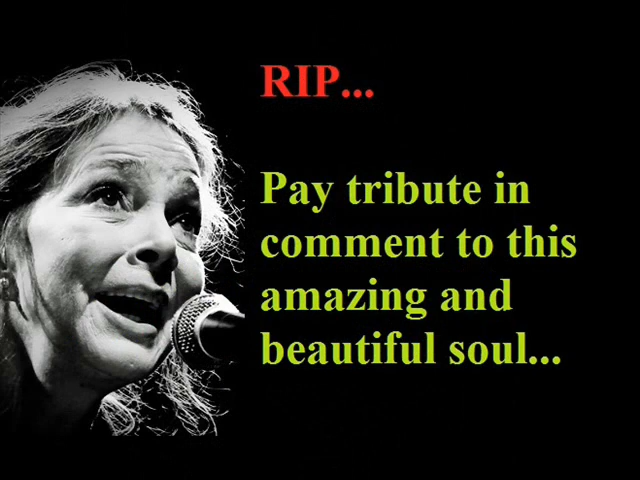 RIP...
Pay tribute in
comment to this
amazing and
beautiful soul...